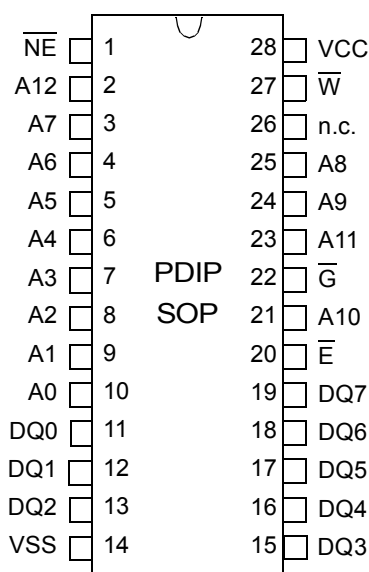 N̅E̅ 1 28 VCC
A12 2 27 W̅
A7 3 26 n.c.
A6 4 25 A8
A5 5 24 A9
A4 6 23 A11
A3 7 PDIP 22 G̅
A2 8 SOP 21 A10
A1 9 20 E̅
A0 10 19 DQ7
DQ0 11 18 DQ6
DQ1 12 17 DQ5
DQ2 13 16 DQ4
VSS 14 15 DQ3